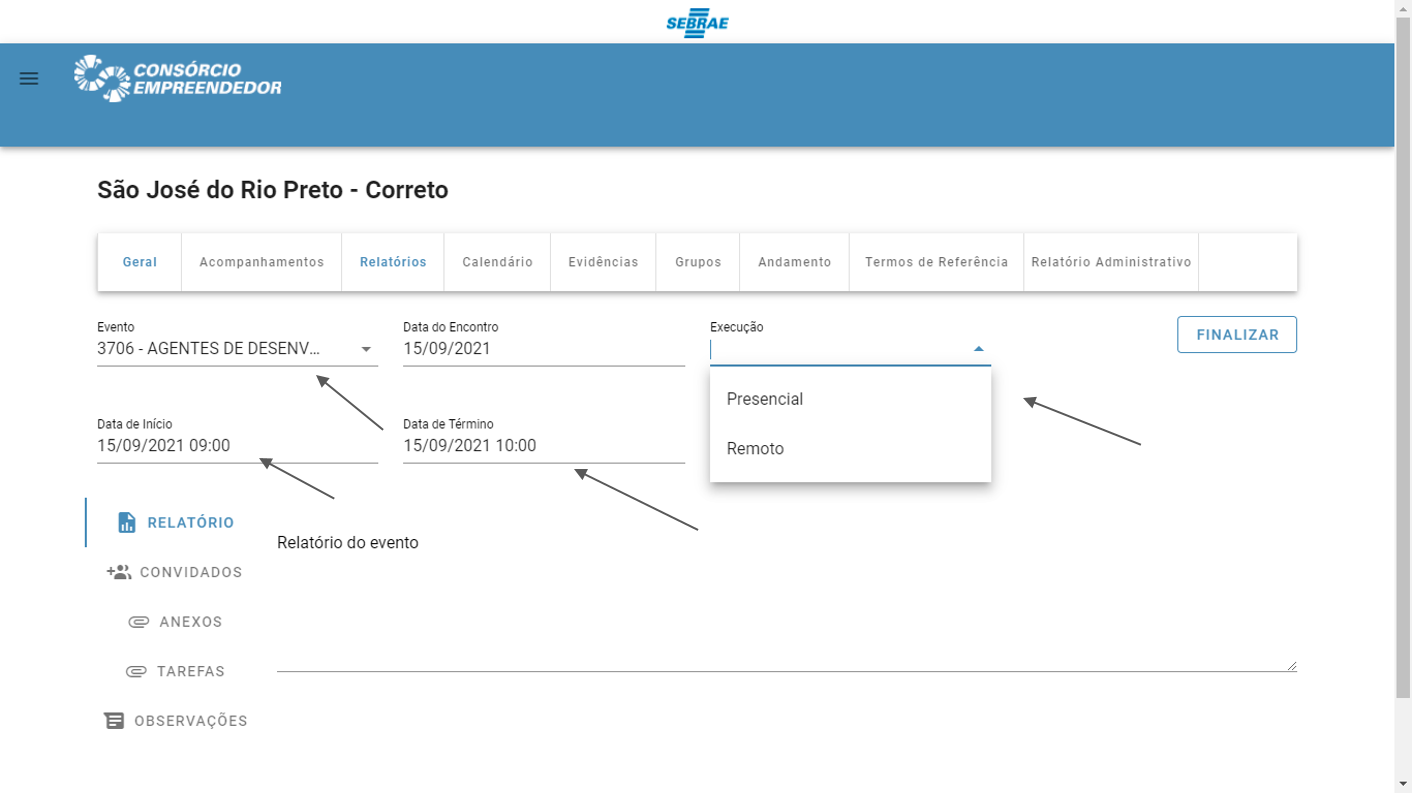 SEBRAE
CONSÓRCIO
EMPREENDEDOR
São José do Rio Preto - Correto
Geral Acompanhamentos Relatórios Calendário Evidências Grupos Andamento Termos de Referência Relatório Administrativo
Evento Data do Encontro Execução
3706 - AGENTES DE DESENV... 15/09/2021 FINALIZAR
Presencial
Remoto
Data de Início Data de Término
15/09/2021 09:00 15/09/2021 10:00
RELATÓRIO
Relatório do evento
CONVIDADOS
ANEXOS
TAREFAS
OBSERVAÇÕES